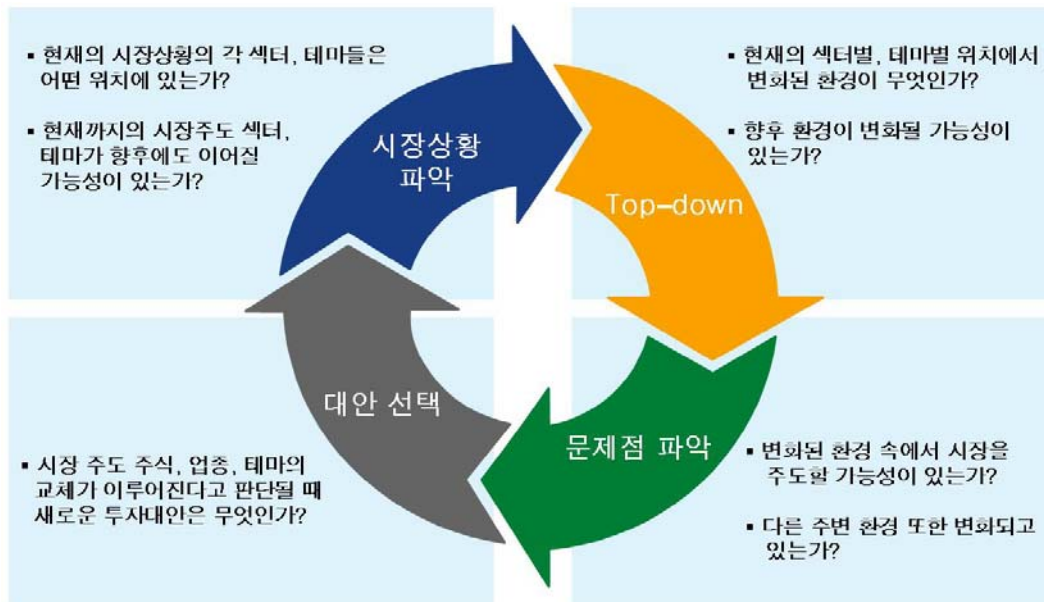 ▪ 현재의 시장상황의 각 섹터, 테마들은
어떤 위치에 있는가?
▪ 현재까지의 시장주도 섹터,
테마가 향후에도 이어질
가능성이 있는가?
시장상황
파악
▪ 현재의 섹터별, 테마별 위치에서
변화된 환경이 무엇인가?
▪ 향후 환경이 변화될 가능성이
있는가?
Top-down
대안 선택
▪ 시장 주도 주식, 업종, 테마의
교체가 이루어진다고 판단될 때
새로운 투자대안은 무엇인가?
문제점 파악
▪ 변화된 환경 속에서 시장을
주도할 가능성이 있는가?
▪ 다른 주변 환경 또한 변화되고
있는가?